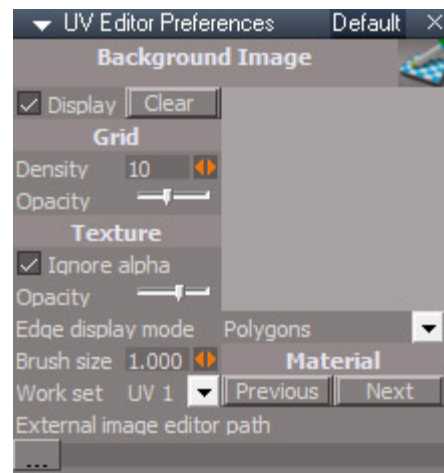 UV Editor Preferences Default
Background Image
Display Clear
Grid
Density 10
Opacity
Texture
Ignore alpha
Opacity
Edge display mode Polygons
Brush size 1.000 Material
Work set UV 1 Previous Next
External image editor path
...